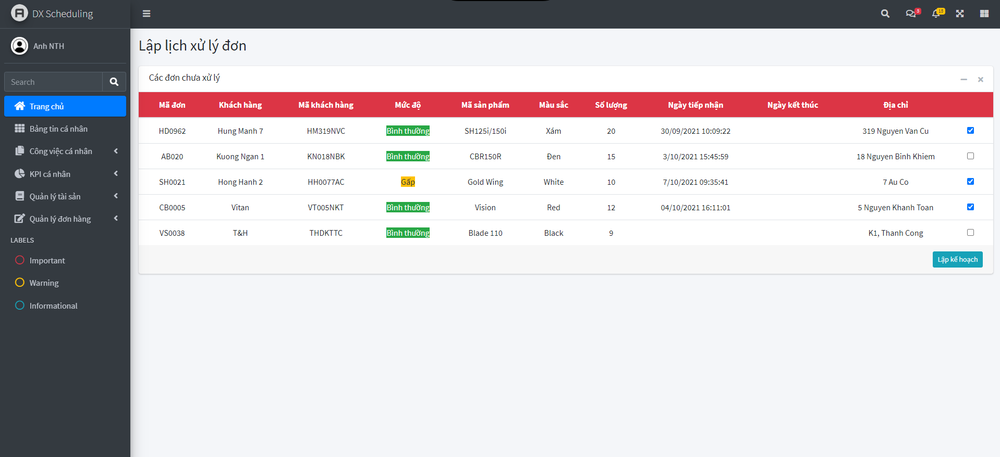 DX Scheduling
3
15
Anh NTH
Search
Trang chủ
Bảng tin cá nhân
Công việc cá nhân
KPI cá nhân
Quản lý tài sản
Quản lý đơn hàng
LABELS
Important
Warning
Informational
Lập lịch xử lý đơn
Các đơn chưa xử lý
Mã đơn Khách hàng Mã khách hàng Mức độ Mã sản phẩm Màu sắc Số lượng Ngày tiếp nhận Ngày kết thúc Địa chỉ
HD0962 Hung Manh 7 HM319NVC Bình thường SH125i/150i Xám 20 30/09/2021 10:09:22 319 Nguyen Van Cu
AB020 Kuong Ngan 1 KN018NBK Bình thường CBR150R Đen 15 3/10/2021 15:45:59 18 Nguyen Binh Khiem
SH0021 Hong Hanh 2 HH0077AC Gấp Gold Wing White 10 7/10/2021 09:35:41 7 Au Co
CB0005 Vitan VT005NKT Bình thường Vision Red 12 04/10/2021 16:11:01 5 Nguyen Khanh Toan
VS0038 T&H THDKTTC Bình thường Blade 110 Black 9 K1, Thanh Cong
Lập kế hoạch